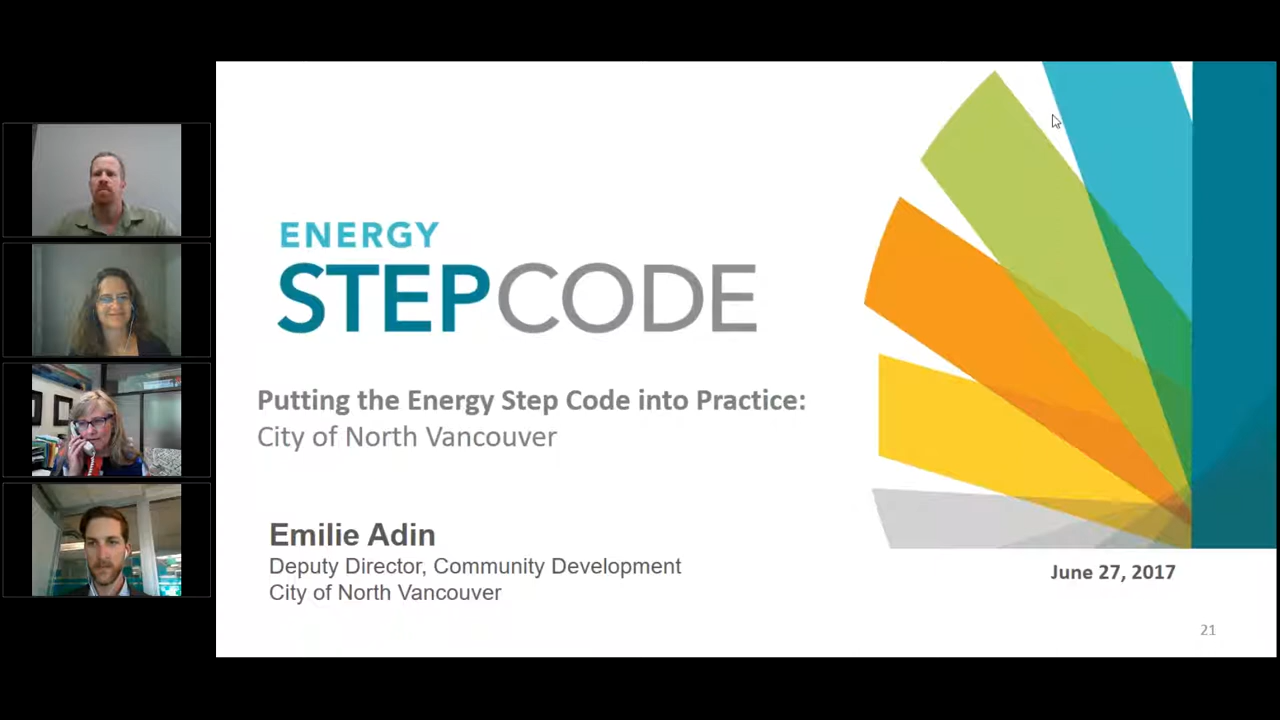 ENERGY
STEPCODE
Putting the Energy Step Code into Practice:
City of North Vancouver
Emilie Adin
Deputy Director, Community Development
City of North Vancouver
June 27, 2017
21